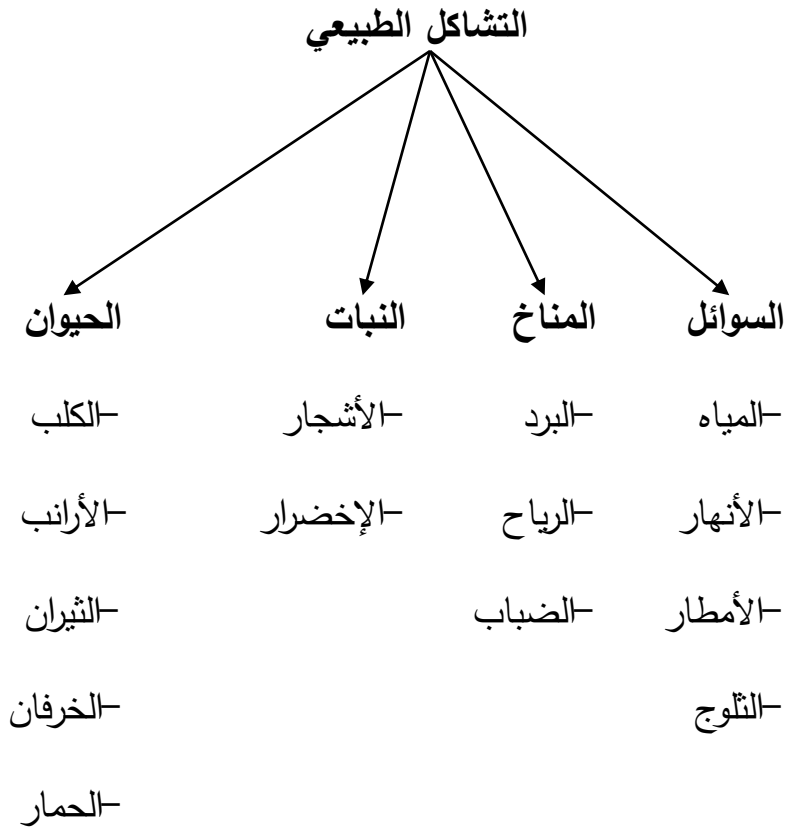 التشاكل الطبيعي
السوائل المناخ النبات الحيوان
-المياه -البرد -الأشجار -الكلب
-الأنهار -الرياح -الإخضرار -الأرانب
-الأمطار -الضباب -الثيران
-الثلوج -الخرفان
-الحمار